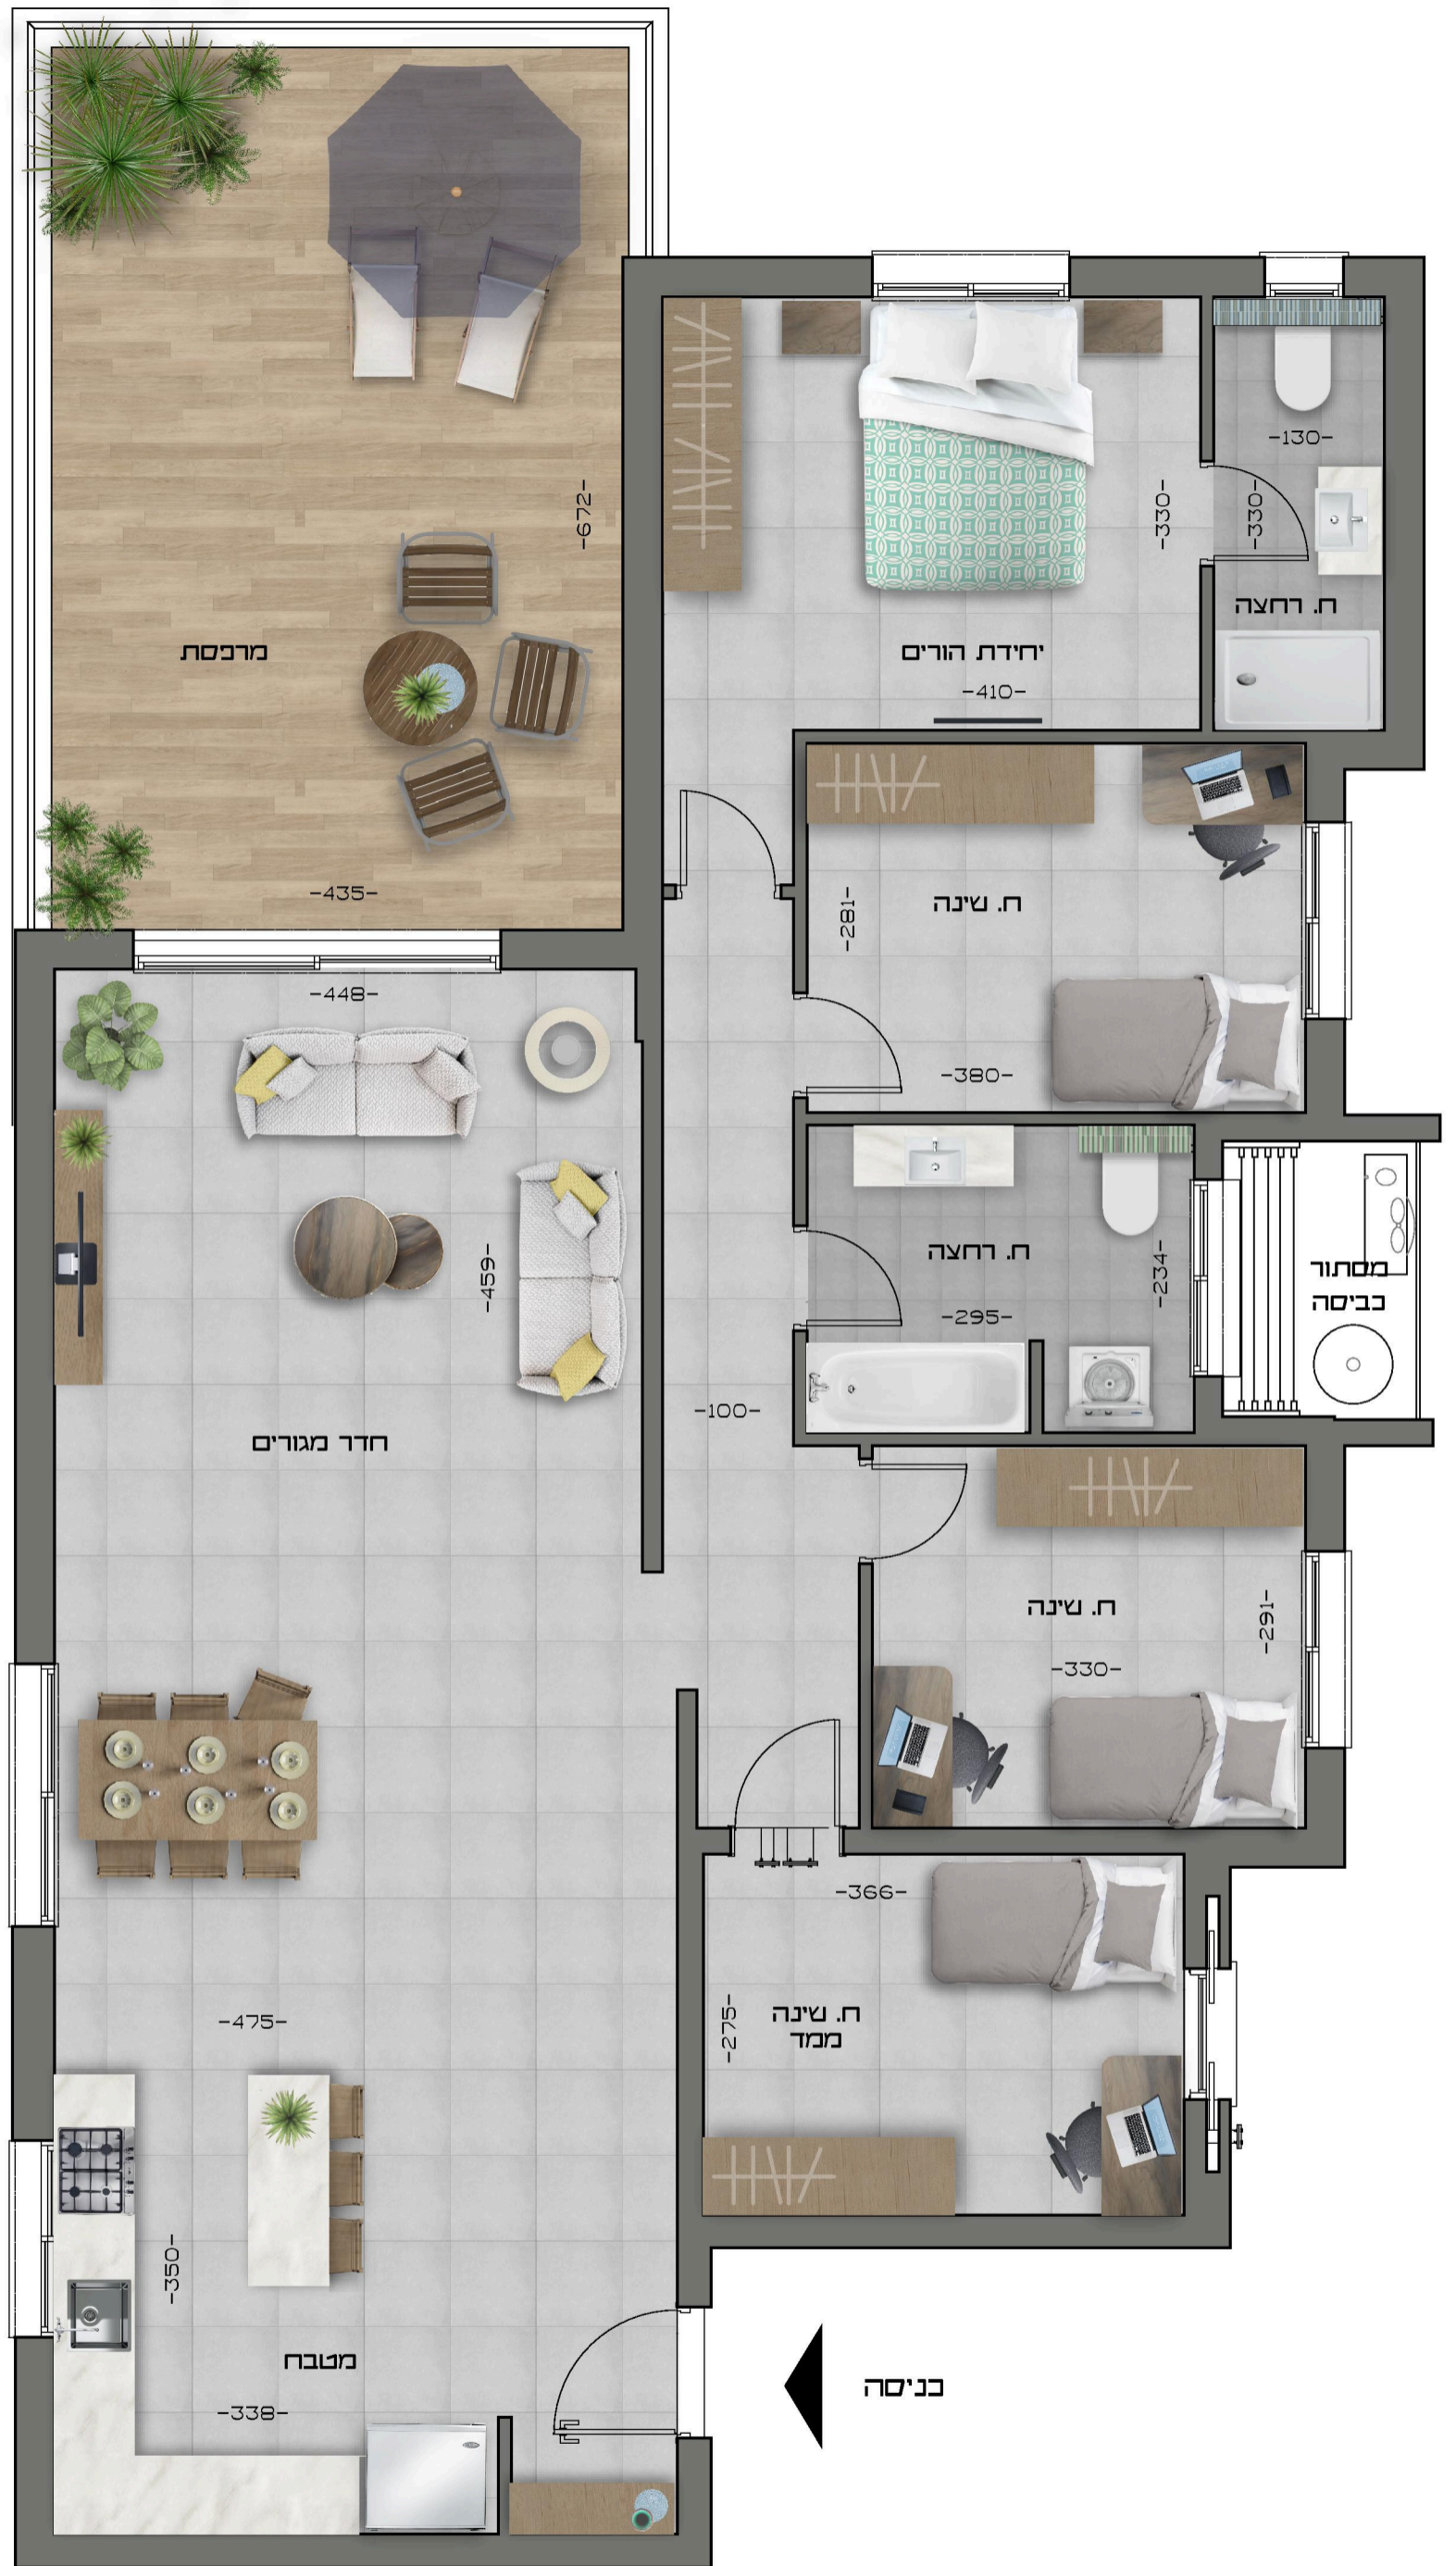 -130-
-672-
-330-
-330-
ח. רחצה
מרפסת
יחידת הורים
-410-
-435-
-281-
ח. שינה
-448-
-380-
-459-
ח. רחצה
-234-
מסתור
כביסה
-295-
-100-
חדר מגורים
ח. שינה
-291-
-330-
-366-
-475-
-275-
ח. שינה
ממד
-350-
מטבח
-338-
כניסה